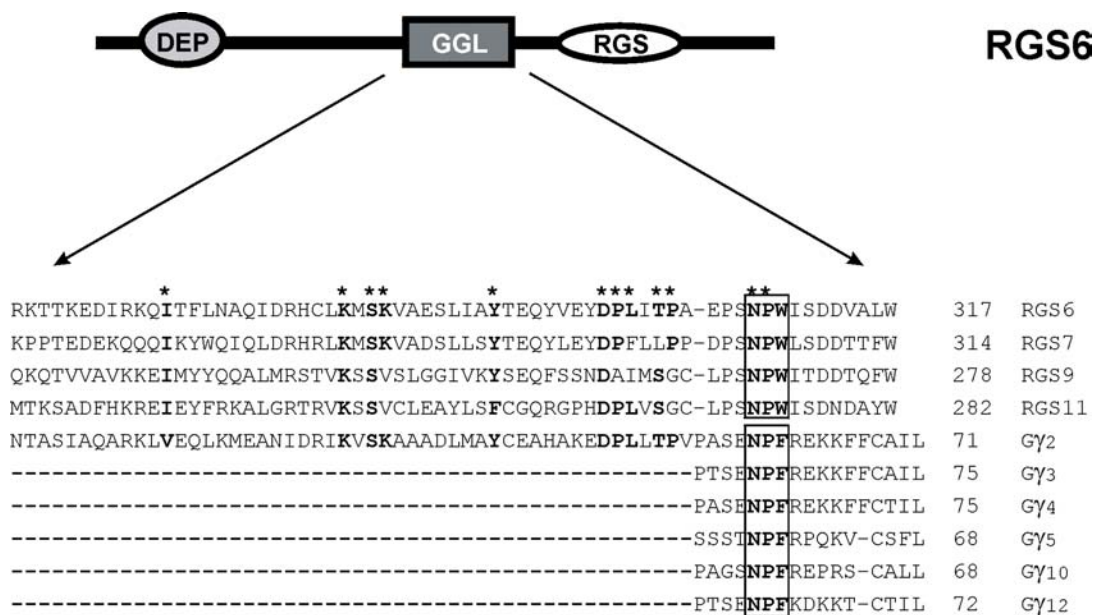 DEP GGL RGS RGS6
* * ** * *** ** **
RKTTKEDIRKQITFLNAQIDRHCLKMSKVAESLIAYTEQYVEYDPLITPA-EPSNPWISDDVALW 317 RGS6
KPPTEDEKQQQIKYWQIQLDRHRLKMSKVADSLLSYTEQYLEYDPFLLPP-DPSNPWLSDDTTFW 314 RGS7
QKQTVVAVKKEIMYYQQALMRSTVKSSVSLGGIVKYSEQFSSNDAIMSGC-LPSNPWITDDTQFW 278 RGS9
MTKSADFHKREIEYFRKALGRTRVKSSVCLEAYLSFCGQRGPHDPLVSGC-LPSNPWISDNDAYW 282 RGS11
NTASIAQARKLVEQLKMEANIDRIKVSKAAADLMAYCEAHAKEDPLLTPVPASENPFREKKFFCAIL 71 Gγ2
---------------------------------------------------PTSENPFREKKFFCAIL 75 Gγ3
---------------------------------------------------PASENPFREKKFFCTIL 75 Gγ4
---------------------------------------------------SSSTNPFRPQKV-CSFL 68 Gγ5
---------------------------------------------------PAGSNPFREPRS-CALL 68 Gγ10
---------------------------------------------------PTSENPFKDKKT-CTIL 72 Gγ12